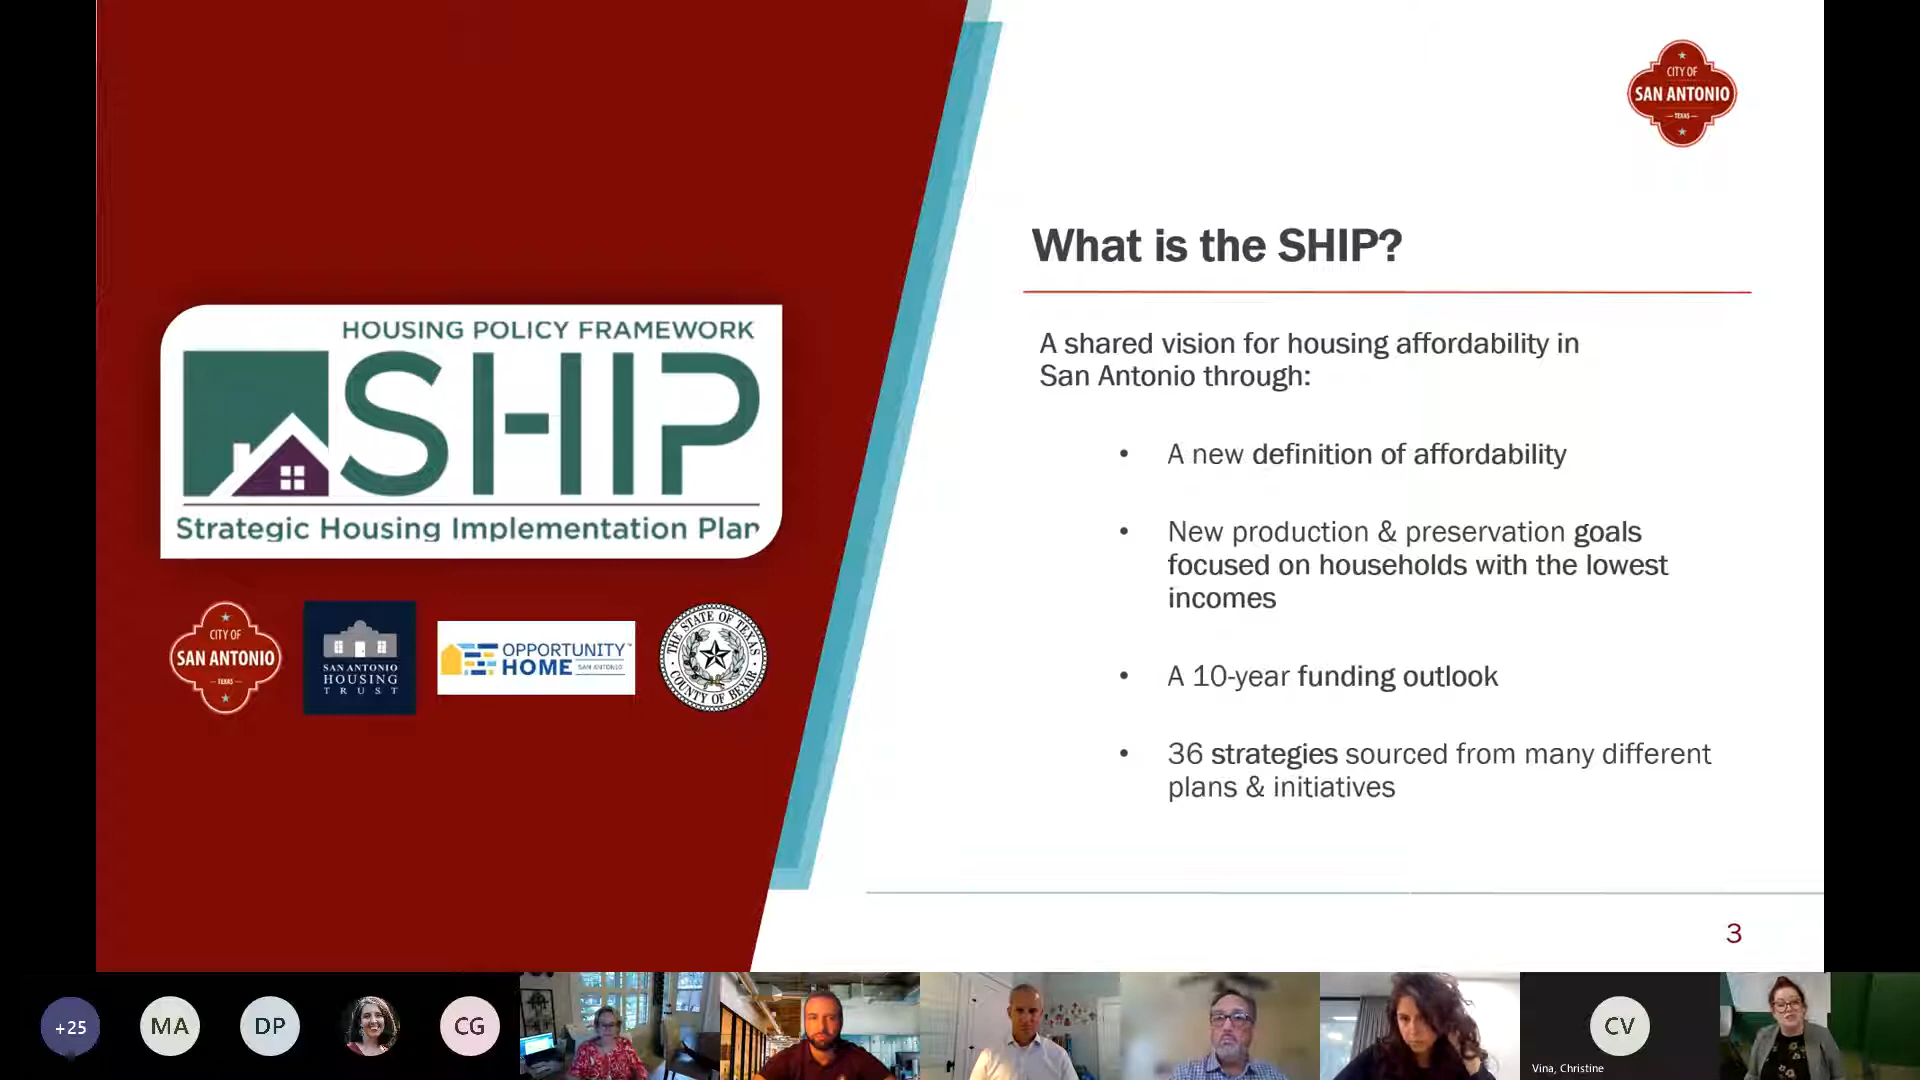 CITY OF
SAN ANTONIO
TEXAS
What is the SHIP?
HOUSING POLICY FRAMEWORK
SHIP
Strategic Housing Implementation Plan
A shared vision for housing affordability in
San Antonio through:
• A new definition of affordability
• New production & preservation goals
focused on households with the lowest
incomes
• A 10-year funding outlook
• 36 strategies sourced from many different
plans & initiatives
CITY OF
SAN ANTONIO
TEXAS
SAN ANTONIO
HOUSING
TRUST
OPPORTUNITY
HOME SAN ANTONIO
THE STATE OF TEXAS
COUNTY OF BEXAR
3
+25
MA
DP
CG
CV
Vina, Christine